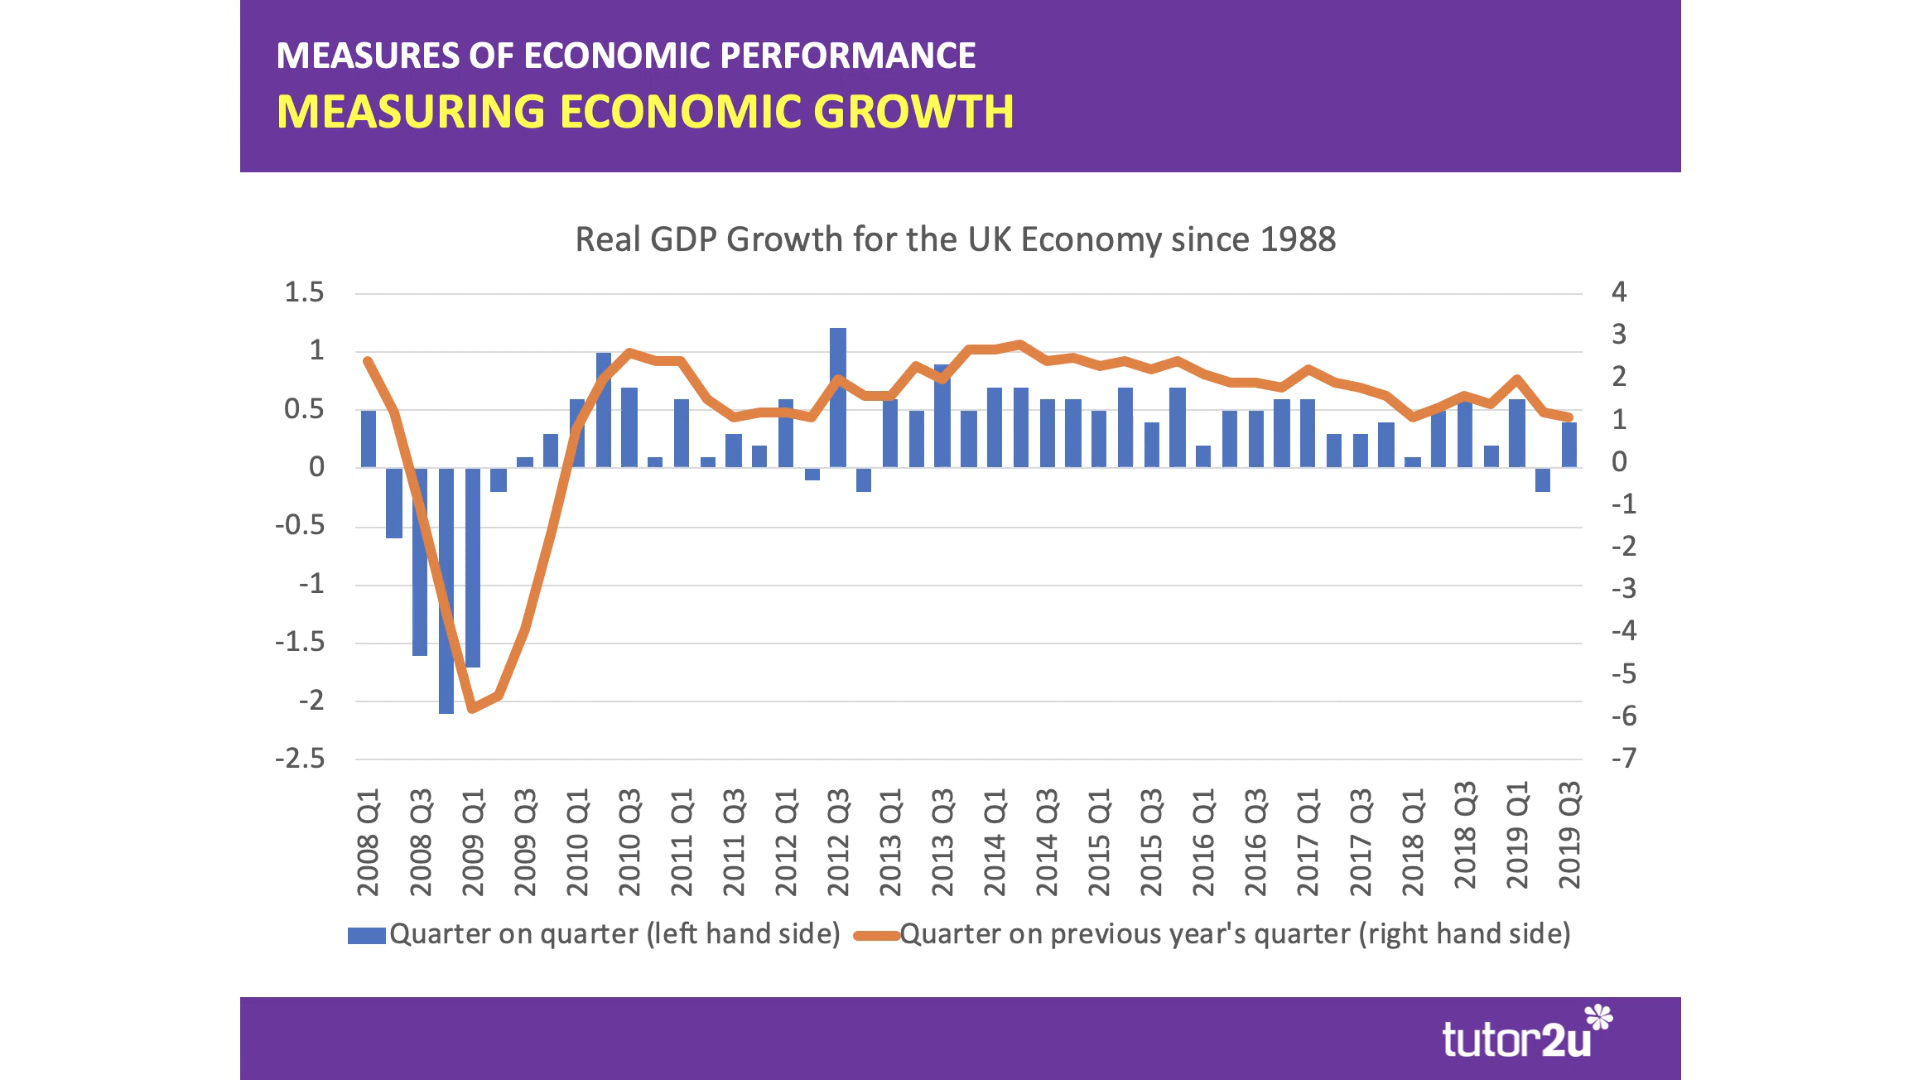 MEASURES OF ECONOMIC PERFORMANCE
MEASURING ECONOMIC GROWTH
Real GDP Growth for the UK Economy since 1988
1.5
1
0.5
0
-0.5
-1
-1.5
-2
-2.5
4
3
2
1
0
-1
-2
-3
-4
-5
-6
-7
2008 Q1
2008 Q3
2009 Q1
2009 Q3
2010 Q1
2010 Q3
2011 Q1
2011 Q3
2012 Q1
2012 Q3
2013 Q1
2013 Q3
2014 Q1
2014 Q3
2015 Q1
2015 Q3
2016 Q1
2016 Q3
2017 Q1
2017 Q3
2018 Q1
2018 Q3
2019 Q1
2019 Q3
Quarter on quarter (left hand side)
Quarter on previous year's quarter (right hand side)
tutor2u